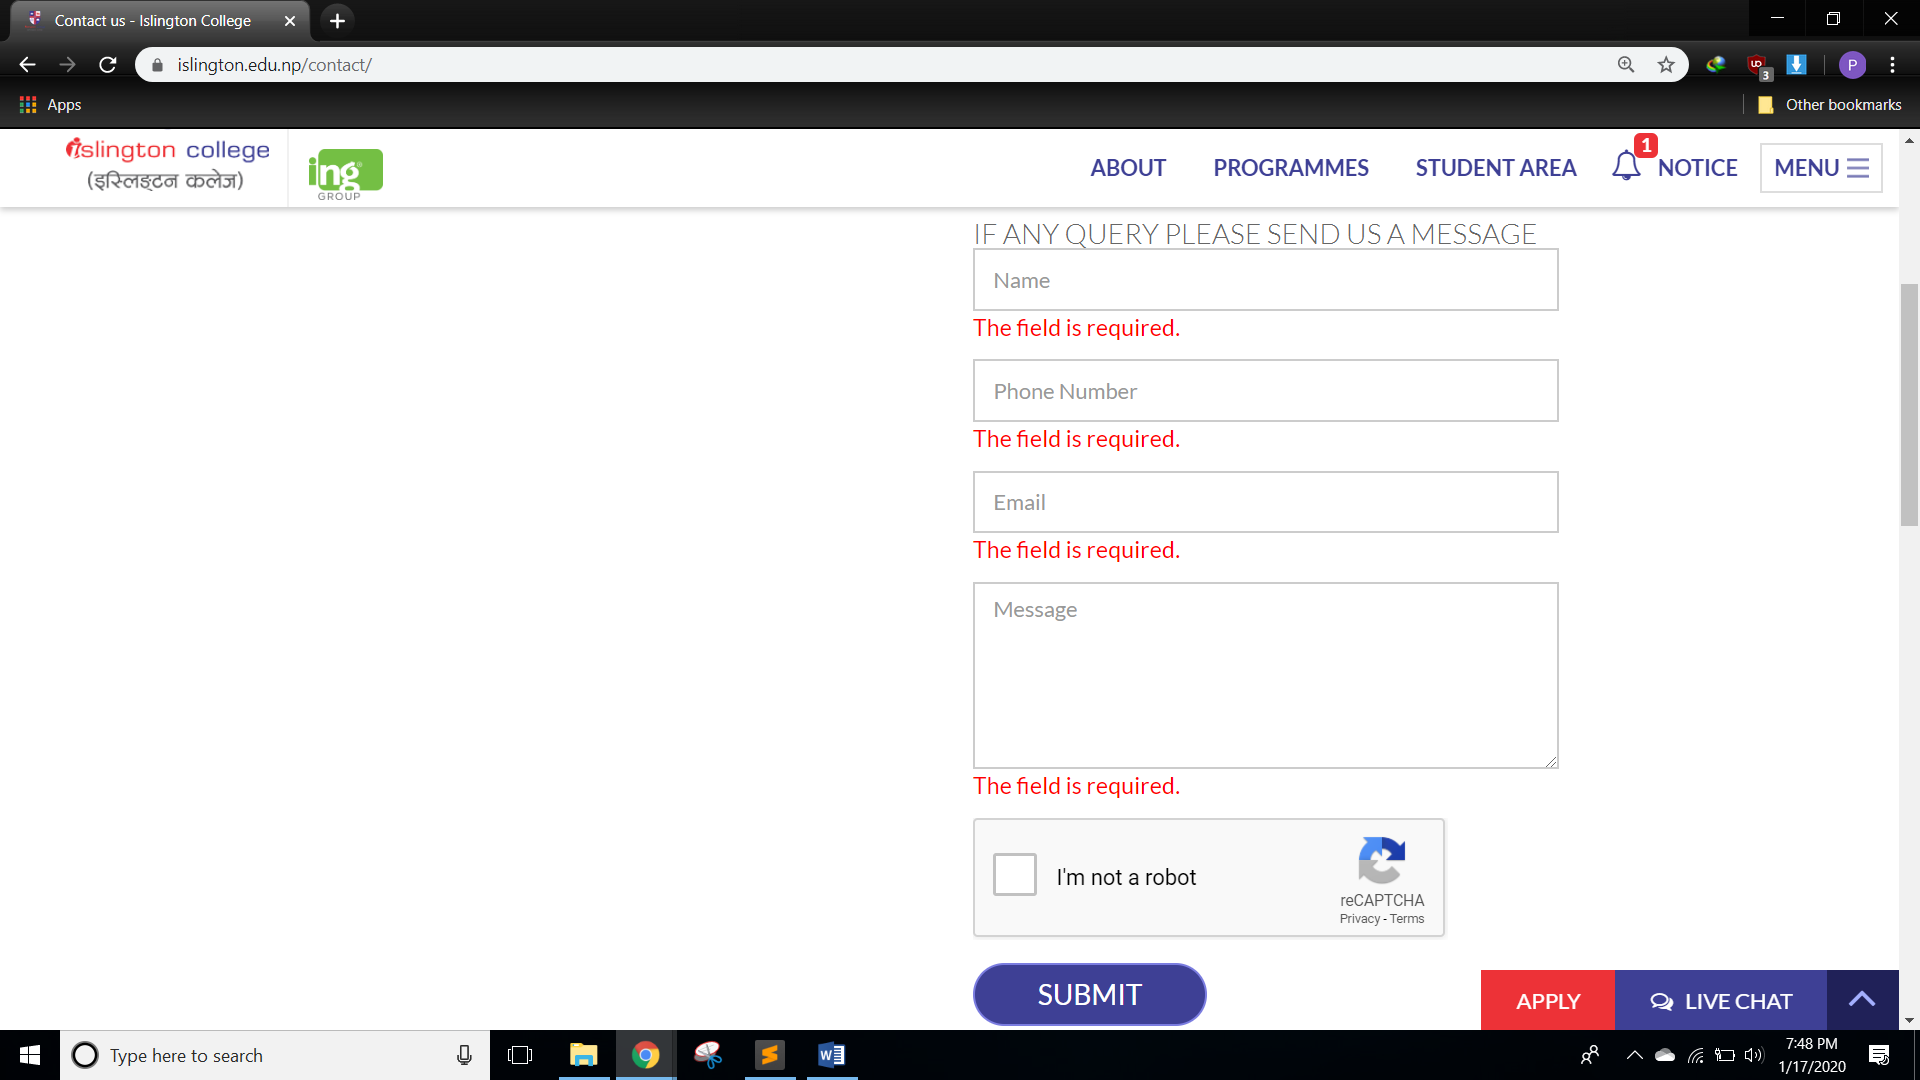 Contact us - Islington College
islington.edu.np/contact/
3
P
Apps
Other bookmarks
islington college
(इस्लिङ्टन कलेज)
ing
GROUP
ABOUT
PROGRAMMES
STUDENT AREA
1
NOTICE
MENU
IF ANY QUERY PLEASE SEND US A MESSAGE
Name
The field is required.
Phone Number
The field is required.
Email
The field is required.
Message
The field is required.
I'm not a robot
reCAPTCHA
Privacy - Terms
SUBMIT
APPLY
LIVE CHAT
Type here to search
7:48 PM
1/17/2020